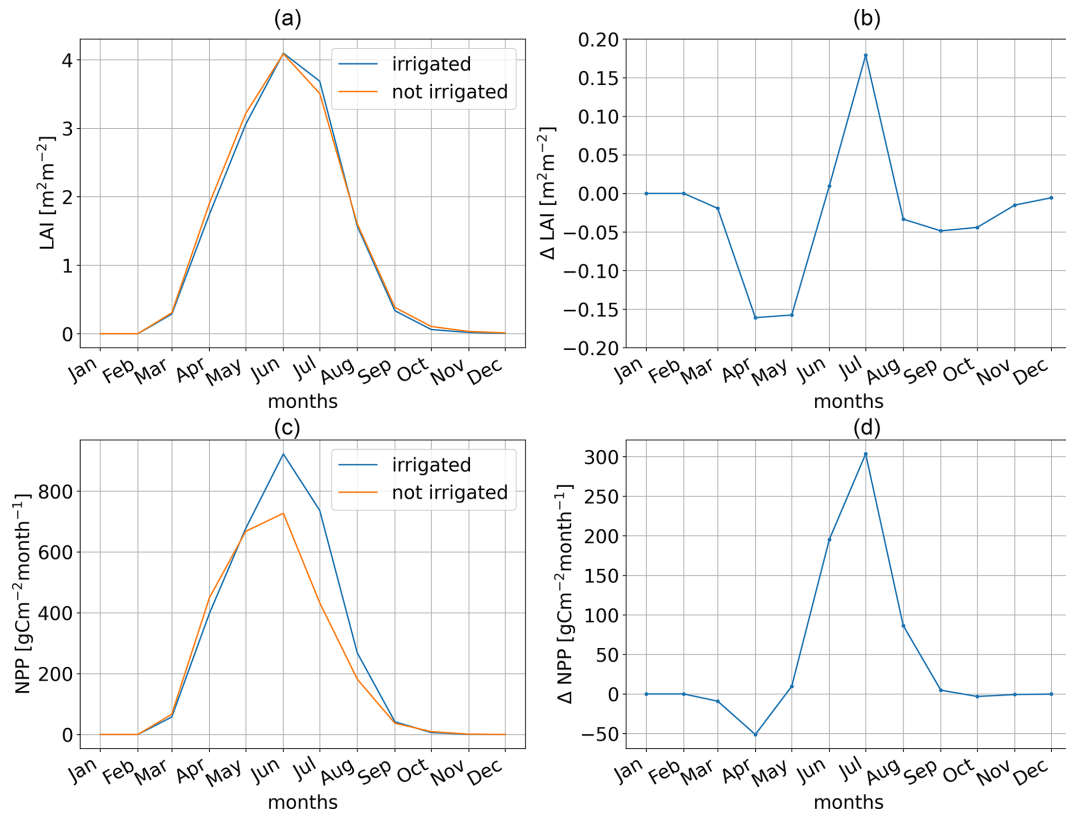 (a)
LAI [m²m⁻²]
4
3
2
1
0
irrigated
not irrigated
Jan Feb Mar Apr May Jun Jul Aug Sep Oct Nov Dec
months
(b)
Δ LAI [m²m⁻²]
0.20
0.15
0.10
0.05
0.00
−0.05
−0.10
−0.15
−0.20
Jan Feb Mar Apr May Jun Jul Aug Sep Oct Nov Dec
months
(c)
NPP [gCm⁻²month⁻¹]
800
600
400
200
0
irrigated
not irrigated
Jan Feb Mar Apr May Jun Jul Aug Sep Oct Nov Dec
months
(d)
Δ NPP [gCm⁻²month⁻¹]
300
250
200
150
100
50
0
−50
Jan Feb Mar Apr May Jun Jul Aug Sep Oct Nov Dec
months